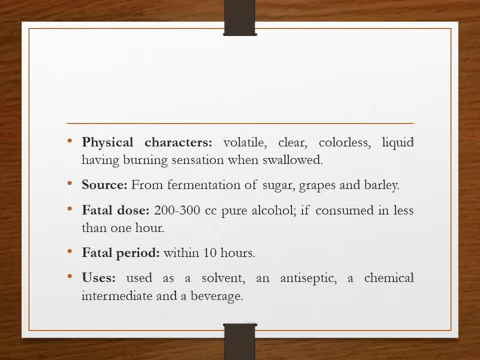 • Physical characters: volatile, clear, colorless, liquid
having burning sensation when swallowed.
• Source: From fermentation of sugar, grapes and barley.
• Fatal dose: 200-300 cc pure alcohol; if consumed in less
than one hour.
• Fatal period: within 10 hours.
• Uses: used as a solvent, an antiseptic, a chemical
intermediate and a beverage.